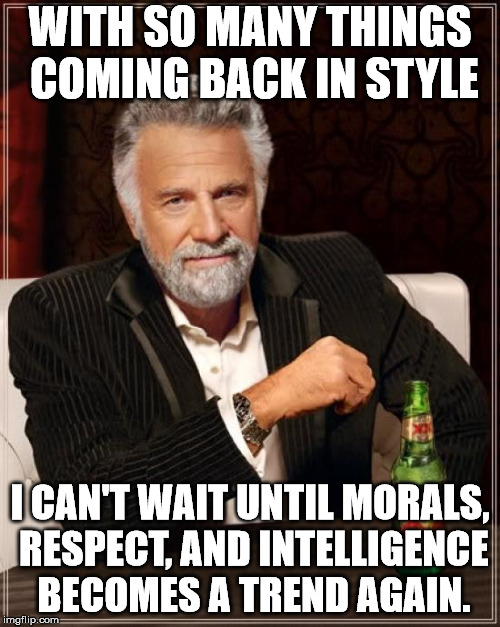 WITH SO MANY THINGS
COMING BACK IN STYLE
XX
I CAN'T WAIT UNTIL MORALS,
RESPECT, AND INTELLIGENCE
BECOMES A TREND AGAIN.
imgflip.com